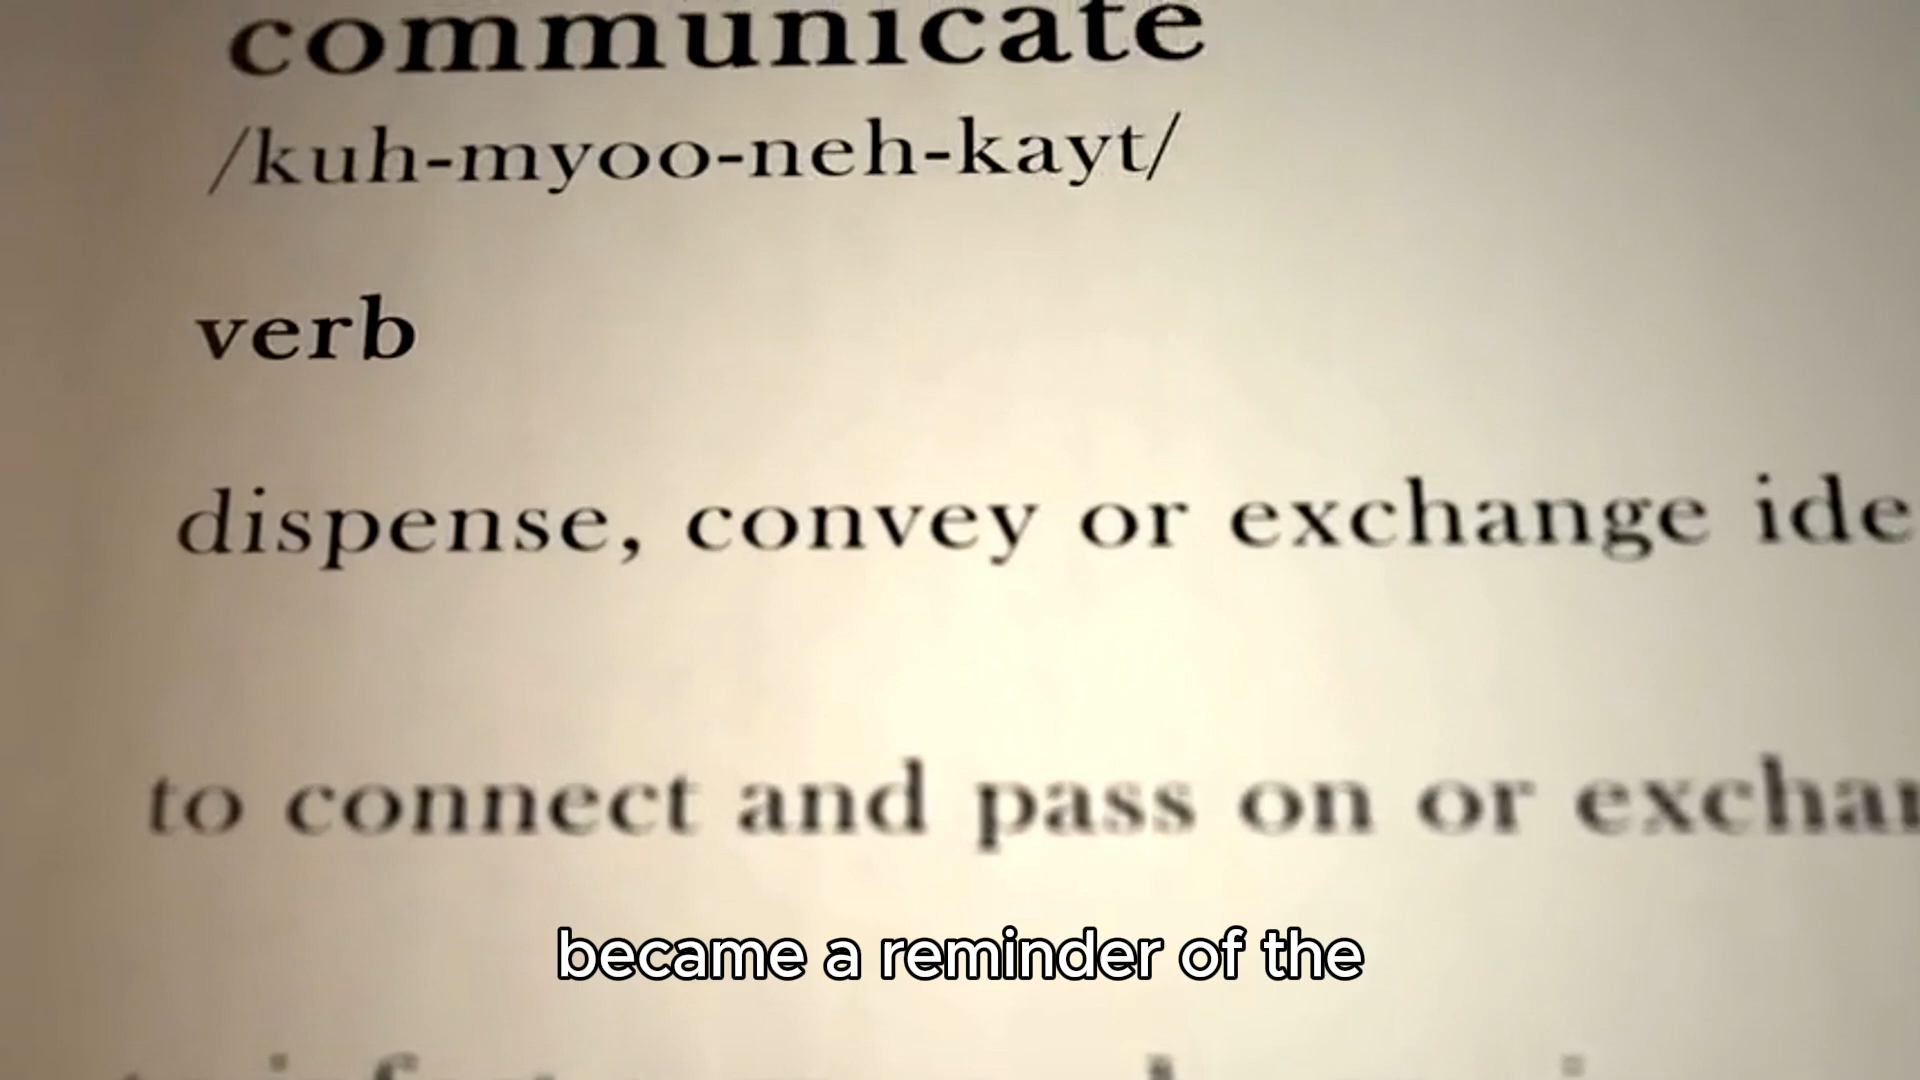 communicate
/kuh-myoo-neh-kayt/
verb
dispense, convey or exchange ide
to connect and pass on or exchan
became a reminder of the